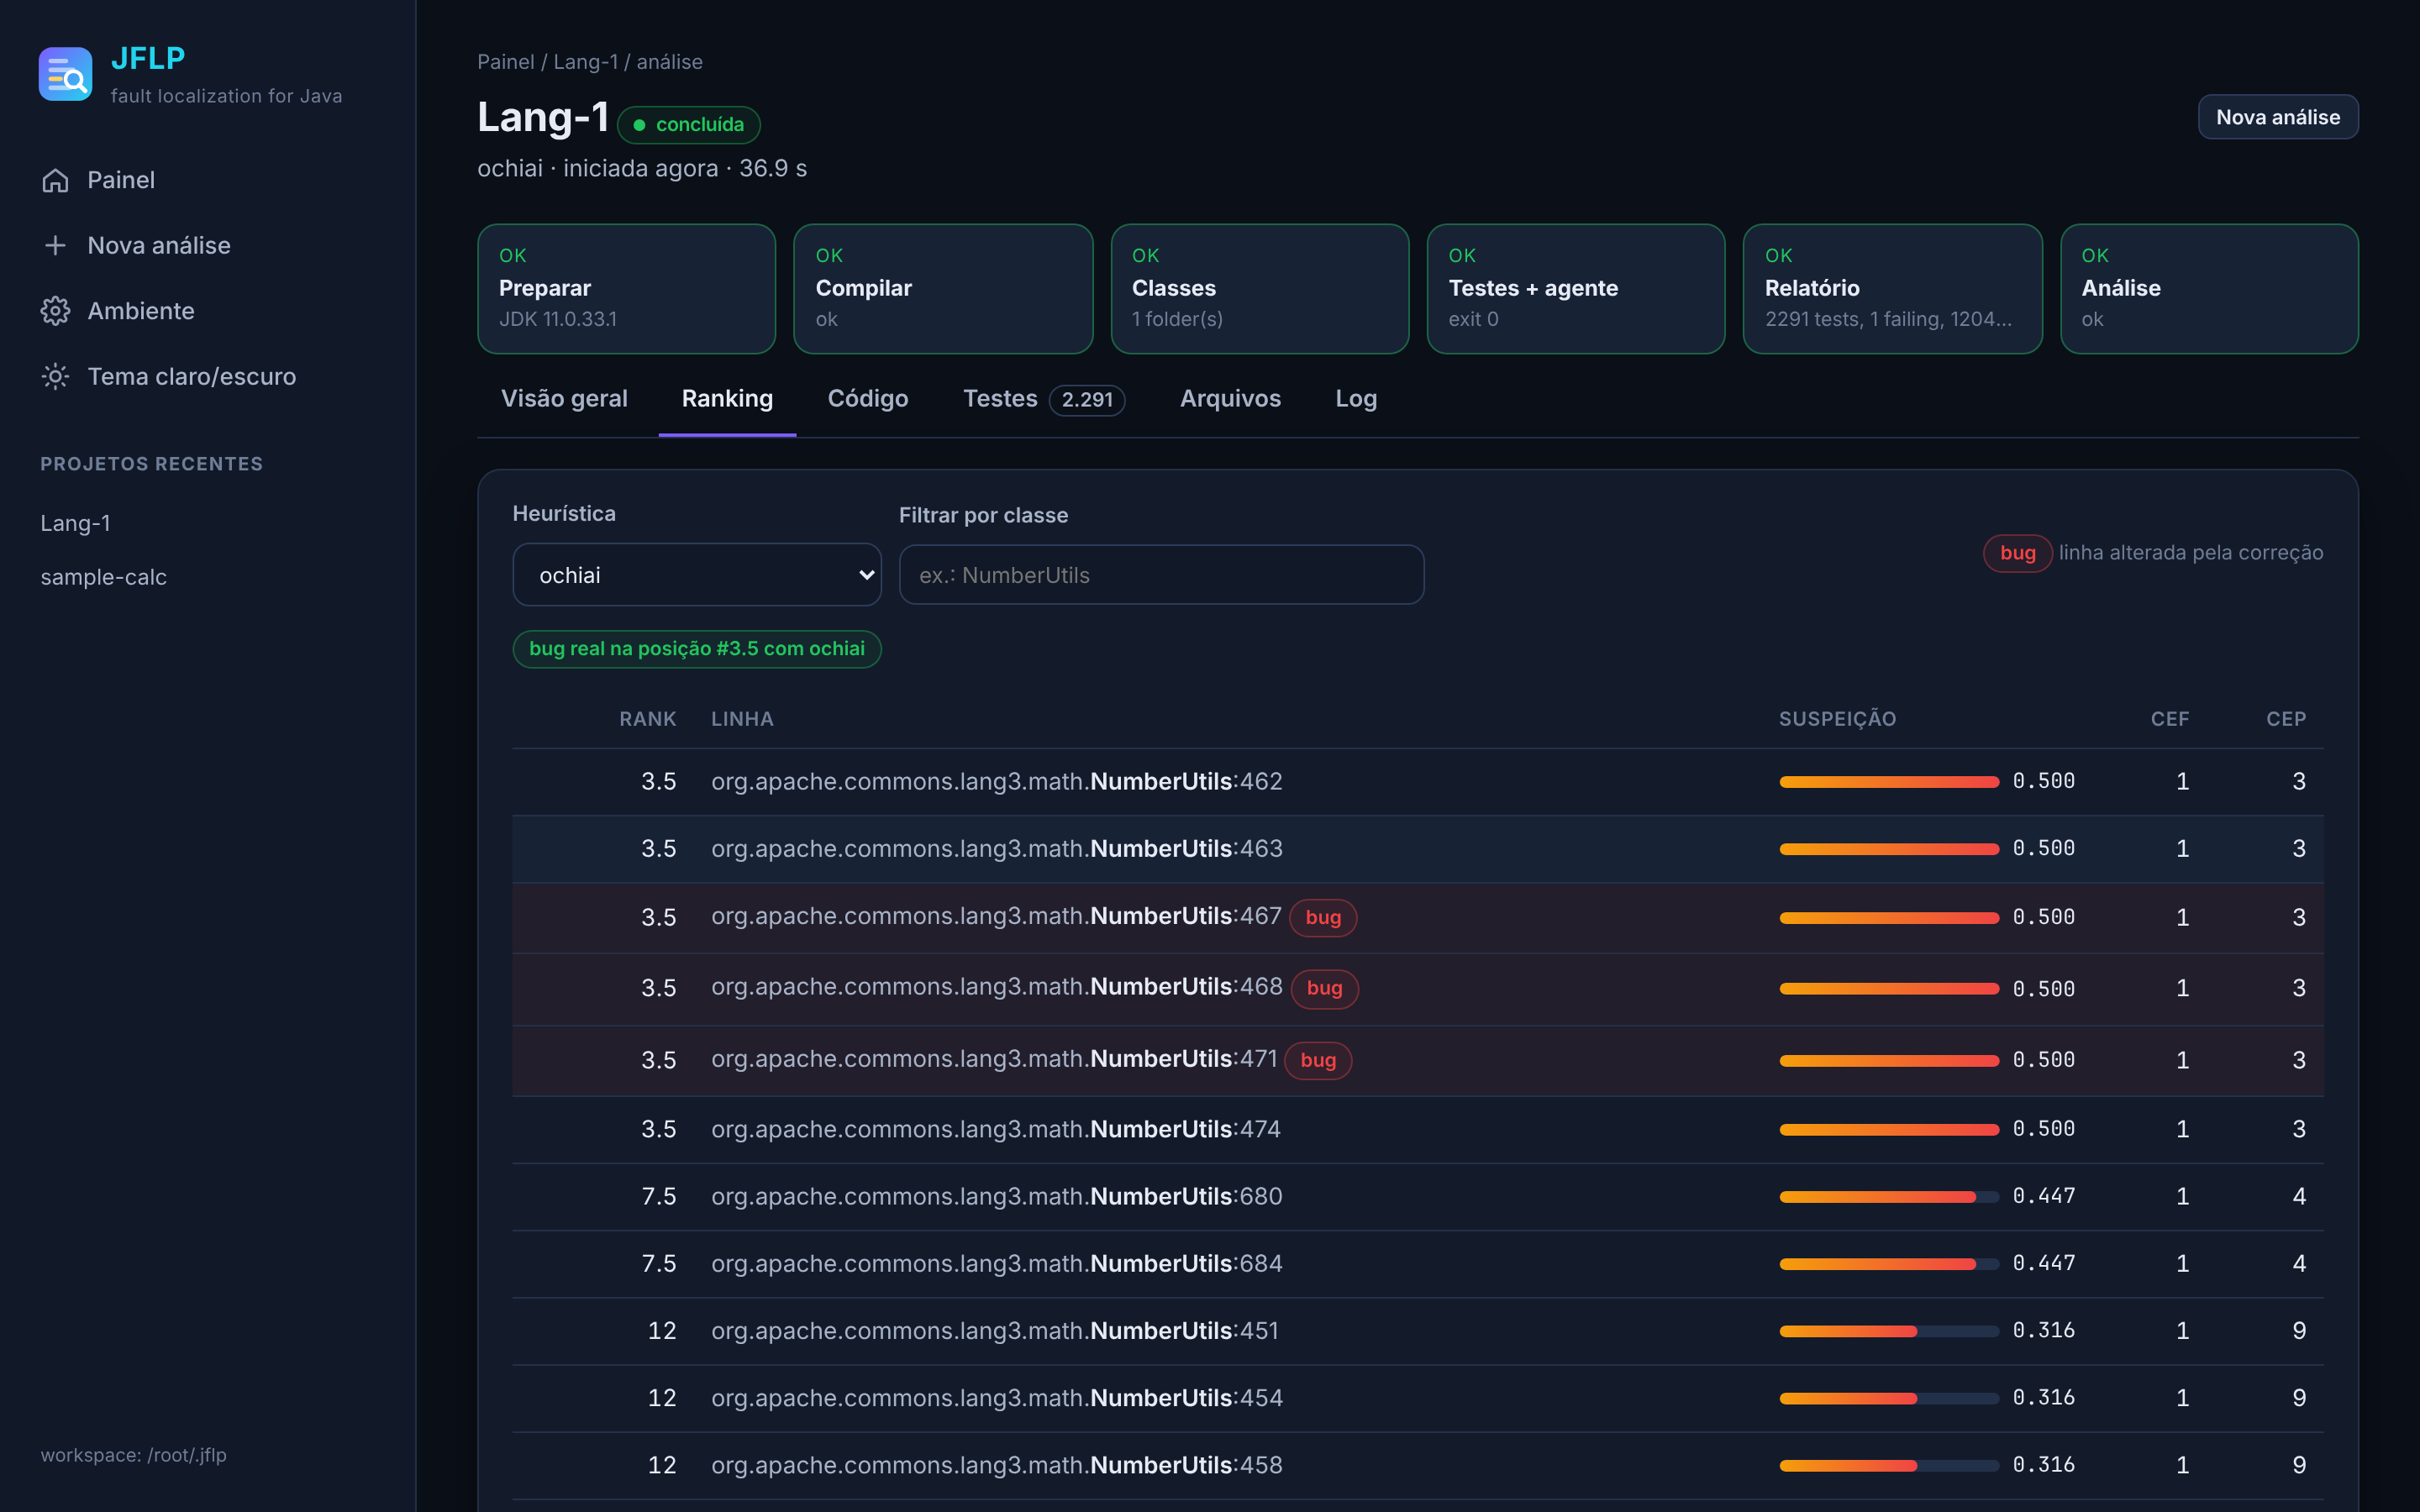 JFLP
fault localization for Java
Painel
Nova análise
Ambiente
Tema claro/escuro
PROJETOS RECENTES
Lang-1
sample-calc
workspace: /root/.jflp
Painel / Lang-1 / análise
Lang-1 concluída
Nova análise
ochiai · iniciada agora · 36.9 s
OK
Preparar
JDK 11.0.33.1
OK
Compilar
ok
OK
Classes
1 folder(s)
OK
Testes + agente
exit 0
OK
Relatório
2291 tests, 1 failing, 1204...
OK
Análise
ok
Visão geral Ranking Código Testes 2.291 Arquivos Log
Heurística
ochiai
Filtrar por classe
ex.: NumberUtils
bug linha alterada pela correção
bug real na posição #3.5 com ochiai
RANK LINHA SUSPEIÇÃO CEF CEP
3.5 org.apache.commons.lang3.math.NumberUtils:462 0.500 1 3
3.5 org.apache.commons.lang3.math.NumberUtils:463 0.500 1 3
3.5 org.apache.commons.lang3.math.NumberUtils:467 bug 0.500 1 3
3.5 org.apache.commons.lang3.math.NumberUtils:468 bug 0.500 1 3
3.5 org.apache.commons.lang3.math.NumberUtils:471 bug 0.500 1 3
3.5 org.apache.commons.lang3.math.NumberUtils:474 0.500 1 3
7.5 org.apache.commons.lang3.math.NumberUtils:680 0.447 1 4
7.5 org.apache.commons.lang3.math.NumberUtils:684 0.447 1 4
12 org.apache.commons.lang3.math.NumberUtils:451 0.316 1 9
12 org.apache.commons.lang3.math.NumberUtils:454 0.316 1 9
12 org.apache.commons.lang3.math.NumberUtils:458 0.316 1 9